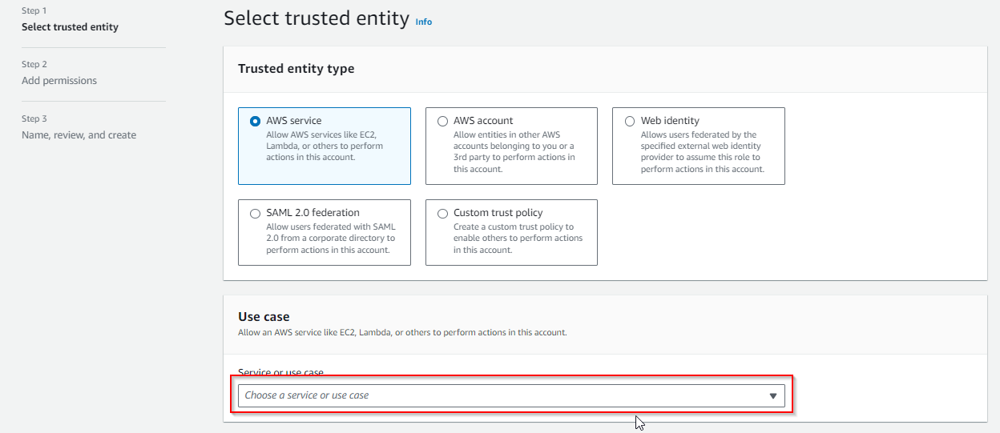 Step 1
Select trusted entity
Step 2
Add permissions
Step 3
Name, review, and create
Select trusted entity Info
Trusted entity type
AWS service
Allow AWS services like EC2,
Lambda, or others to perform
actions in this account.
AWS account
Allow entities in other AWS
accounts belonging to you or a
3rd party to perform actions in
this account.
Web identity
Allows users federated by the
specified external web identity
provider to assume this role to
perform actions in this account.
SAML 2.0 federation
Allow users federated with SAML
2.0 from a corporate directory to
perform actions in this account.
Custom trust policy
Create a custom trust policy to
enable others to perform actions
in this account.
Use case
Allow an AWS service like EC2, Lambda, or others to perform actions in this account.
Service or use case
Choose a service or use case